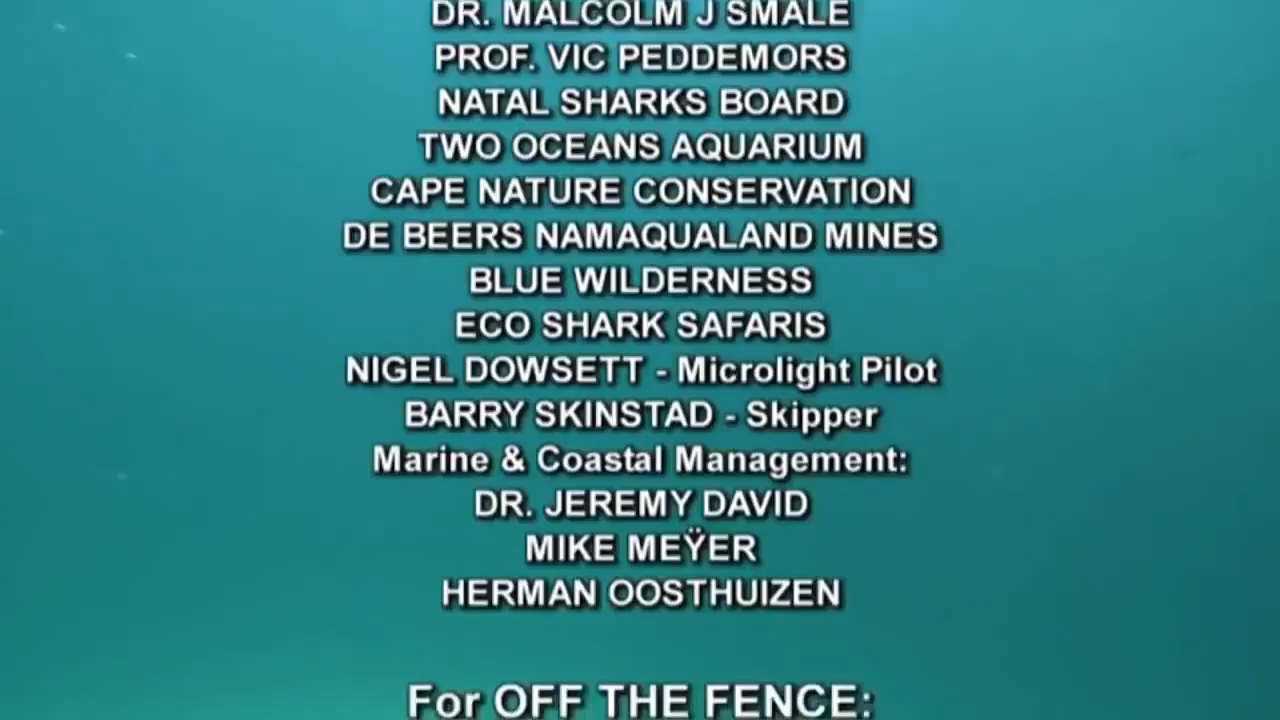 DR. MALCOLM J SMALE
PROF. VIC PEDDEMORS
NATAL SHARKS BOARD
TWO OCEANS AQUARIUM
CAPE NATURE CONSERVATION
DE BEERS NAMAQUALAND MINES
BLUE WILDERNESS
ECO SHARK SAFARIS
NIGEL DOWSETT - Microlight Pilot
BARRY SKINSTAD - Skipper
Marine & Coastal Management:
DR. JEREMY DAVID
MIKE MEŸER
HERMAN OOSTHUIZEN
For OFF THE FENCE: